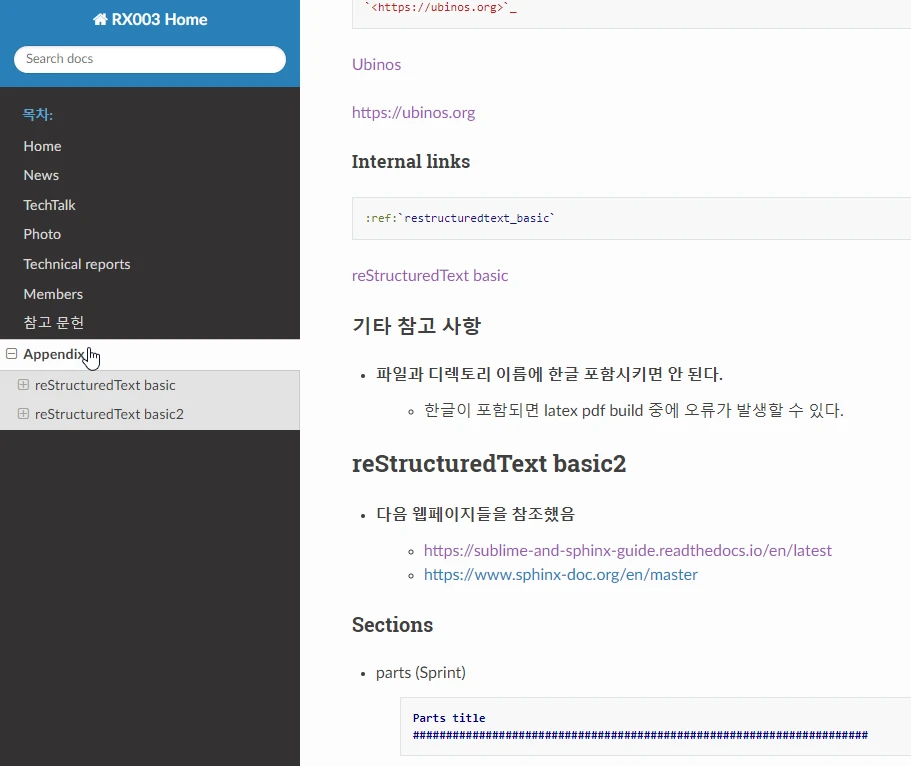 RX003 Home
Search docs
목차:
Home
News
TechTalk
Photo
Technical reports
Members
참고 문헌
Appendix
reStructuredText basic
reStructuredText basic2
`<https://ubinos.org>`_
Ubinos
https://ubinos.org
Internal links
:ref:`restructuredtext_basic`
reStructuredText basic
기타 참고 사항
파일과 디렉토리 이름에 한글 포함시키면 안 된다.
한글이 포함되면 latex pdf build 중에 오류가 발생할 수 있다.
reStructuredText basic2
다음 웹페이지들을 참조했음
https://sublime-and-sphinx-guide.readthedocs.io/en/latest
https://www.sphinx-doc.org/en/master
Sections
parts (Sprint)
Parts title
######################################################################